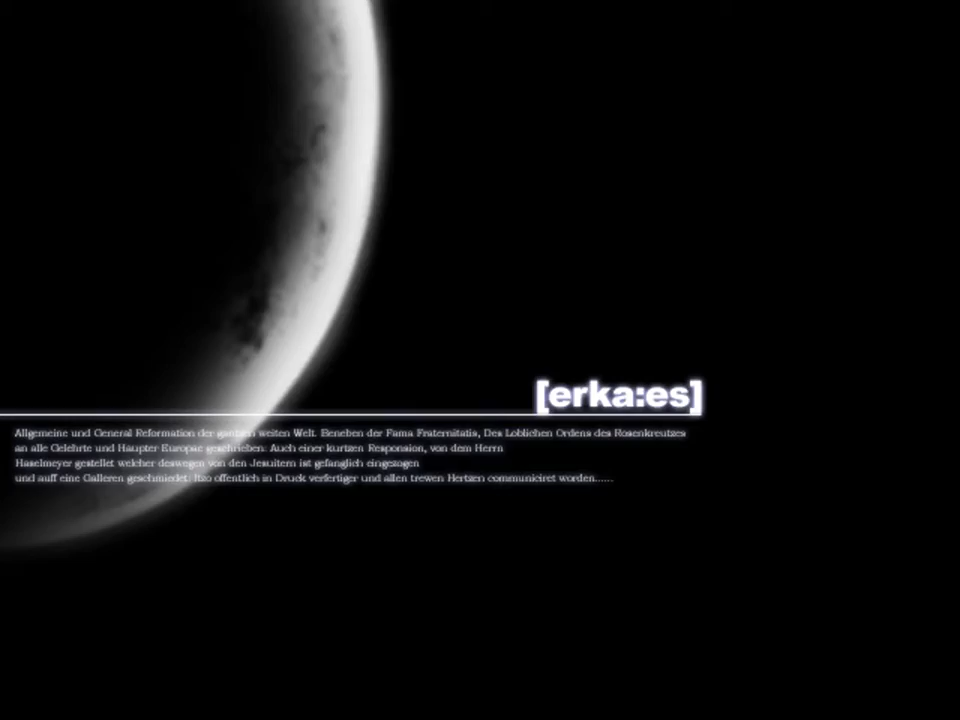 [erka:es]
Allgemeine und General Reformation der gantzen weiten Welt. Beneben der Fama Fraternitatis, Des Loblichen Ordens des Rosenkreutzes
an alle Gelehrte und Haupter Europae geschrieben: Auch einer kurtzen Responsion, von dem Herrn
Haselmeyer gestellet welcher deswegen von den Jesuitern ist gefanglich eingezogen
und auff eine Galleren geschmiedet: Itzo offentlich in Druck verfertiger und allen trewen Hertzen communiciret worden......